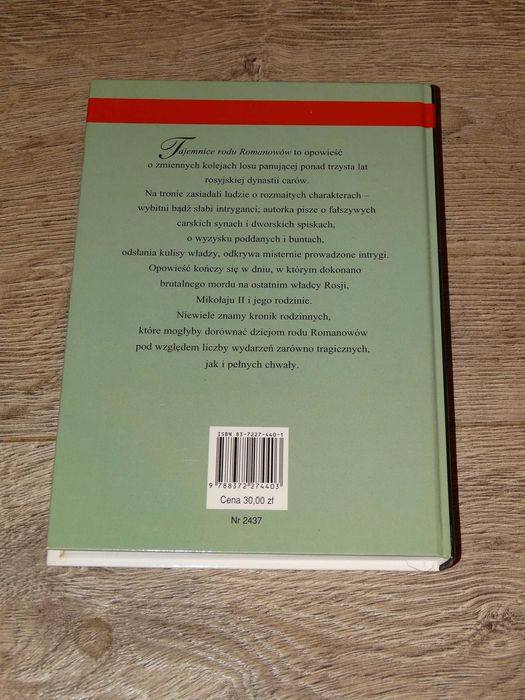 Tajemnice rodu Romanowów to opowieść
o zmiennych kolejach losu panującej ponad trzysta lat
rosyjskiej dynastii carów.
Na tronie zasiadali ludzie o rozmaitych charakterach –
wybitni bądź słabi intryganci; autorka pisze o fałszywych
carskich synach i dworskich spiskach,
o wyzysku poddanych i buntach,
odsłania kulisy władzy, odkrywa misternie prowadzone intrygi.
Opowieść kończy się w dniu, w którym dokonano
brutalnego mordu na ostatnim władcy Rosji,
Mikołaju II i jego rodzinie.
Niewiele znamy kronik rodzinnych,
które mogłyby dorównać dziejom rodu Romanowów
pod względem liczby wydarzeń zarówno tragicznych,
jak i pełnych chwały.
ISBN 83-7227-440-1
9 788372 274403
Cena 30,00 zł
Nr 2437